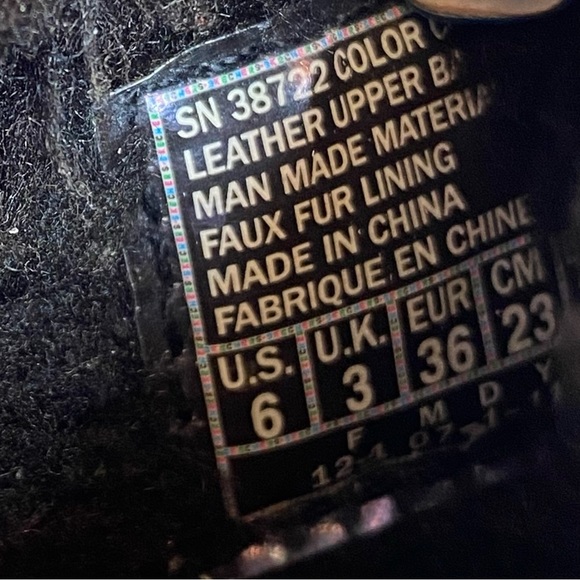 SN 38722 COLOR
LEATHER UPPER
MAN MADE
FAUX FUR LINING
MADE IN CHINA
FABRIQUE EN CHINE
U.S. U.K. EUR CM
6 3 36 23
F M D Y